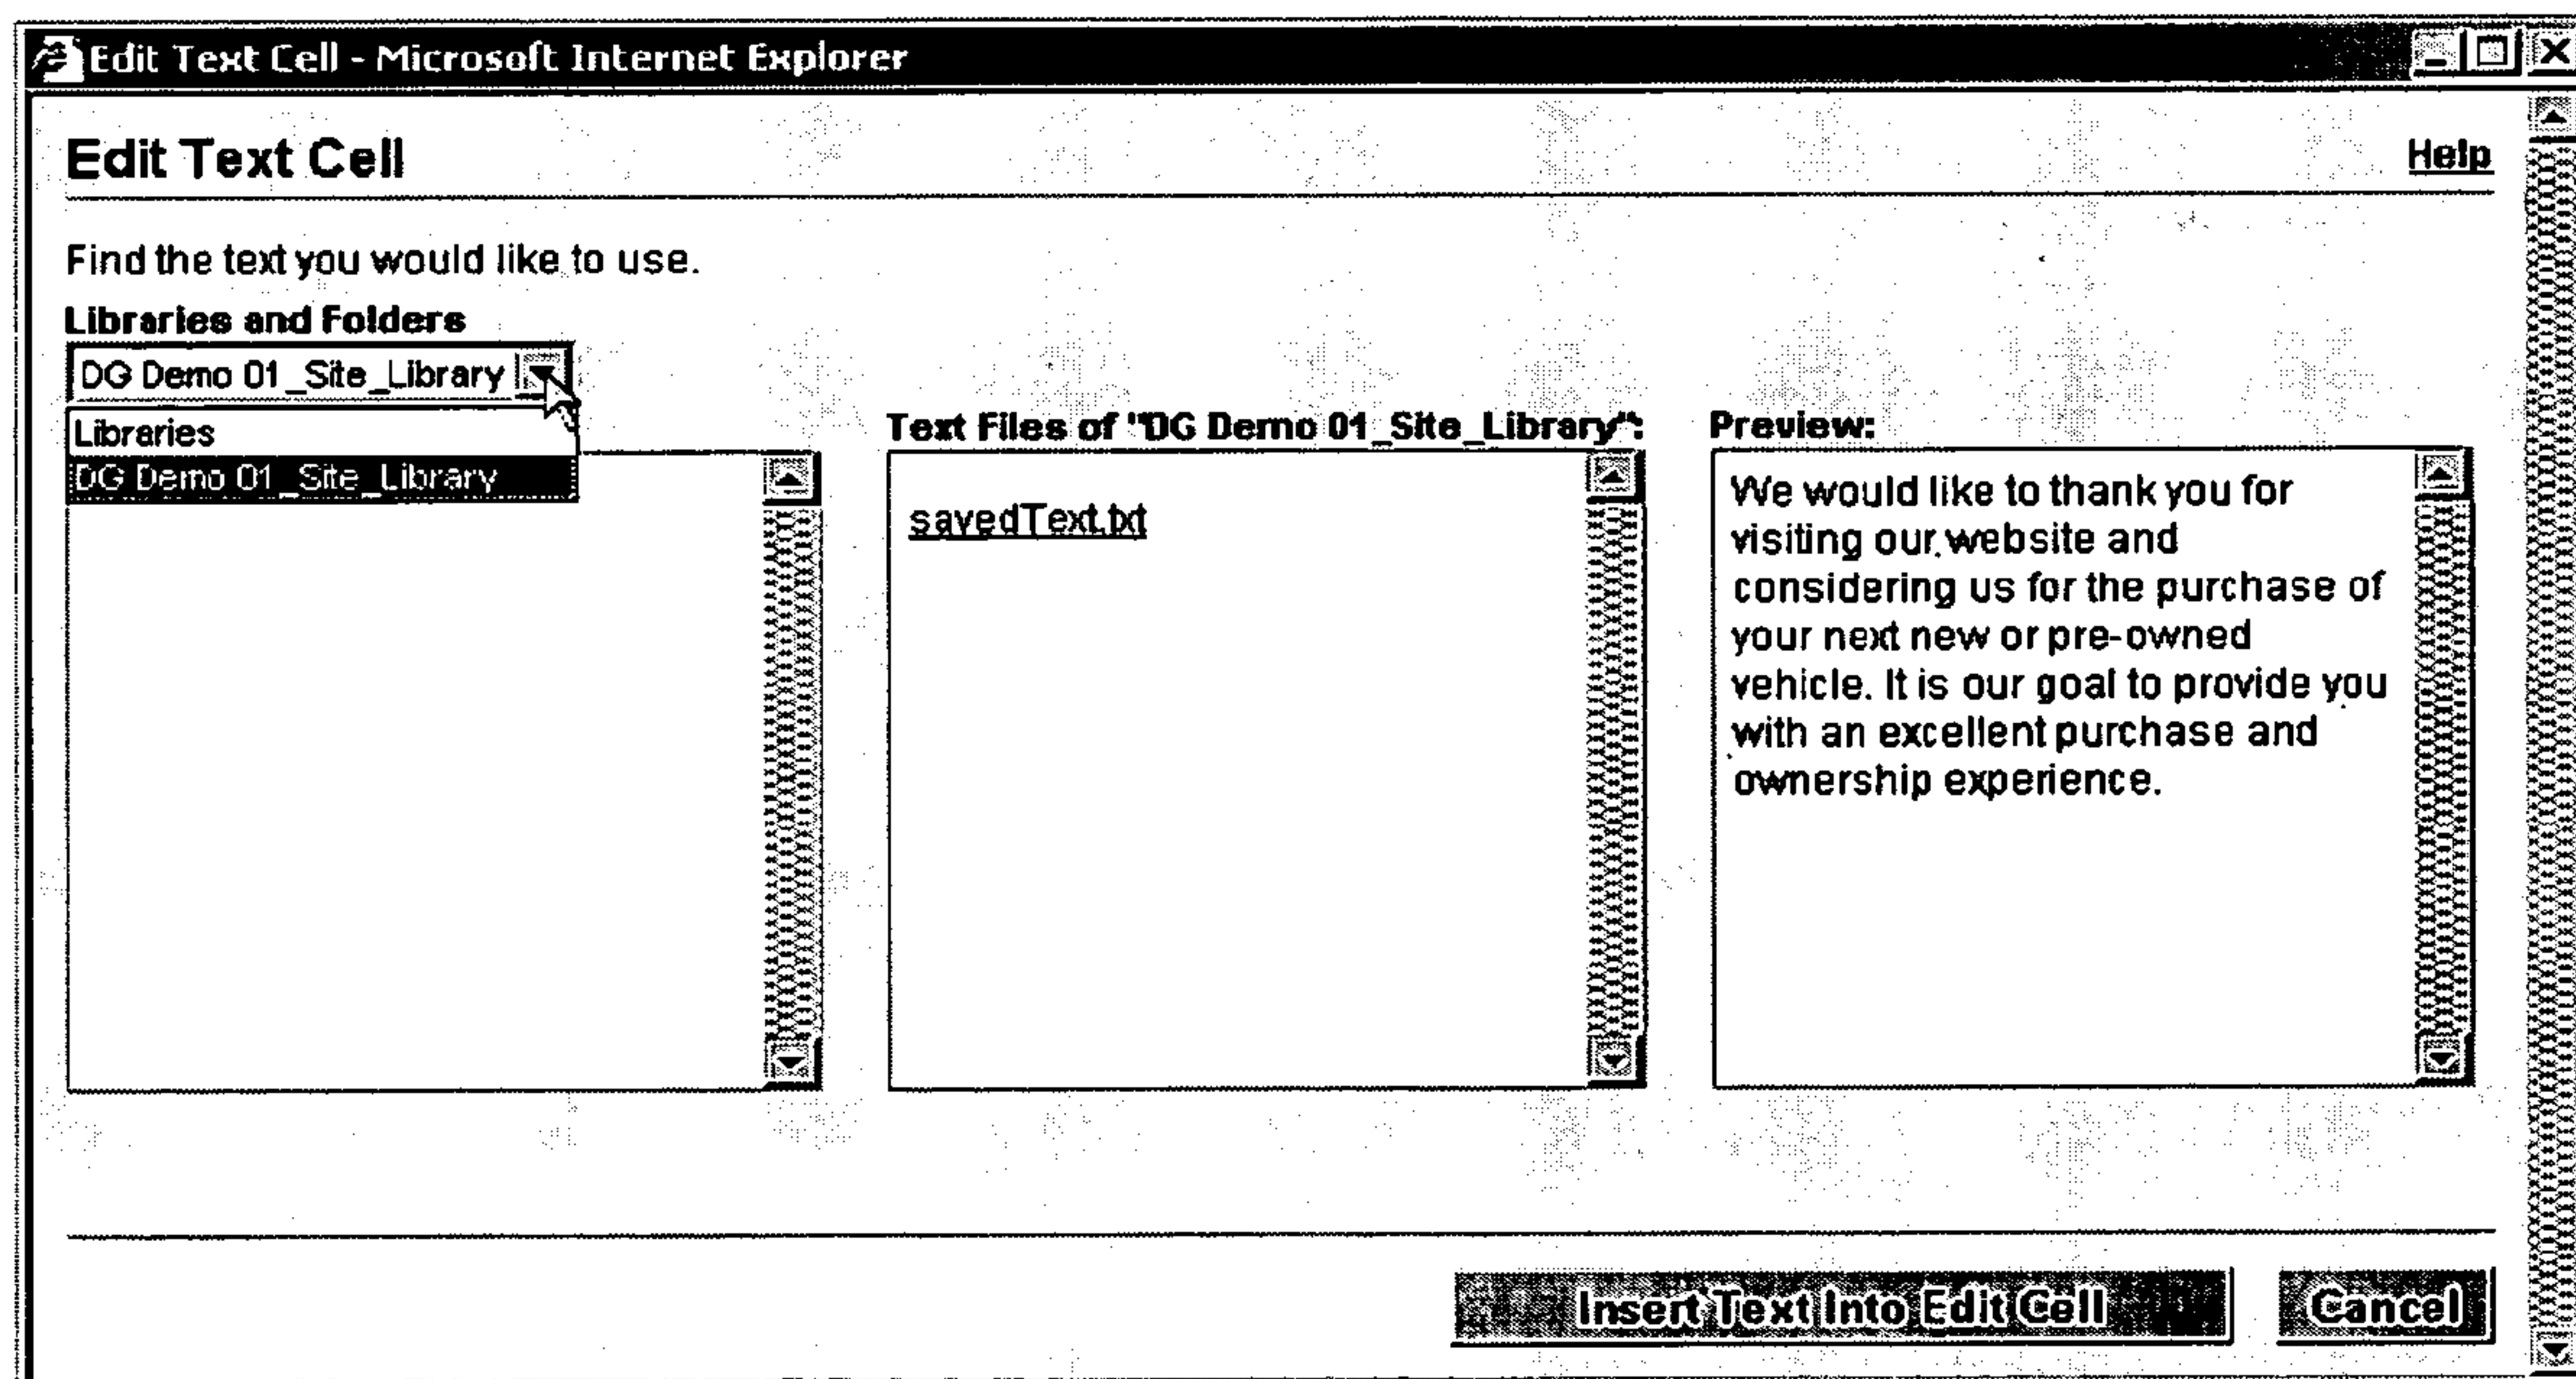 Edit Text Cell - Microsoft Internet Explorer
Edit Text Cell
Help
Find the text you would like to use.
Libraries and Folders
DG Demo 01_Site_Library
Libraries
DG Demo 01_Site_Library
Text Files of "DG Demo 01_Site_Library":
savedText.txt
Preview:
We would like to thank you for
visiting our website and
considering us for the purchase of
your next new or pre-owned
vehicle. It is our goal to provide you
with an excellent purchase and
ownership experience.
Insert Text Into Edit Cell
Cancel